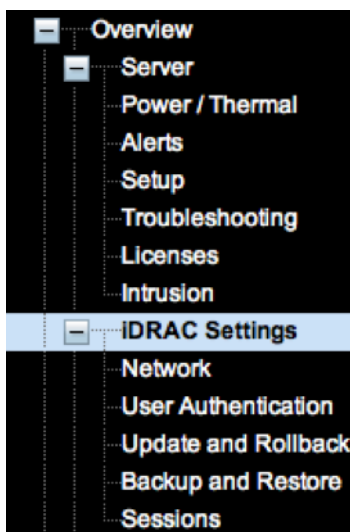 Overview
Server
Power / Thermal
Alerts
Setup
Troubleshooting
Licenses
Intrusion
iDRAC Settings
Network
User Authentication
Update and Rollback
Backup and Restore
Sessions